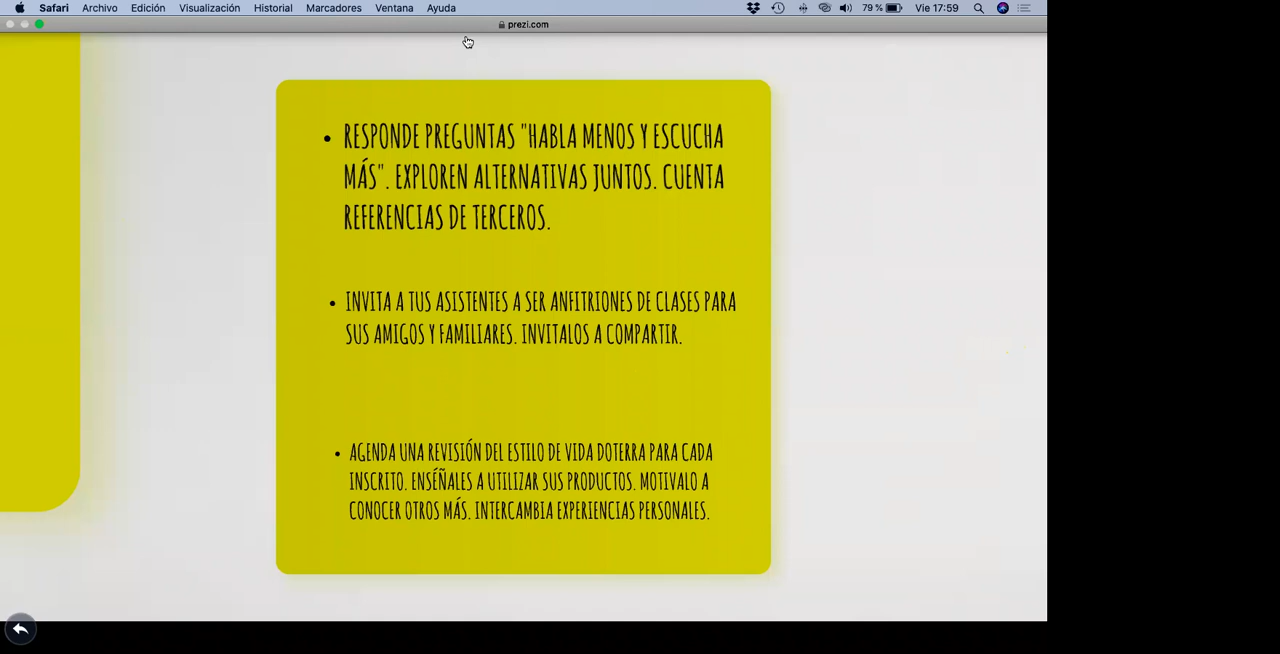 Safari Archivo Edición Visualización Historial Marcadores Ventana Ayuda 79 % Vie 17:59
prezi.com
• RESPONDE PREGUNTAS "HABLA MENOS Y ESCUCHA
MÁS". EXPLOREN ALTERNATIVAS JUNTOS. CUENTA
REFERENCIAS DE TERCEROS.
• INVITA A TUS ASISTENTES A SER ANFITRIONES DE CLASES PARA
SUS AMIGOS Y FAMILIARES. INVITALOS A COMPARTIR.
• AGENDA UNA REVISIÓN DEL ESTILO DE VIDA DOTERRA PARA CADA
INSCRITO. ENSÉÑALES A UTILIZAR SUS PRODUCTOS. MOTIVALO A
CONOCER OTROS MÁS. INTERCAMBIA EXPERIENCIAS PERSONALES.